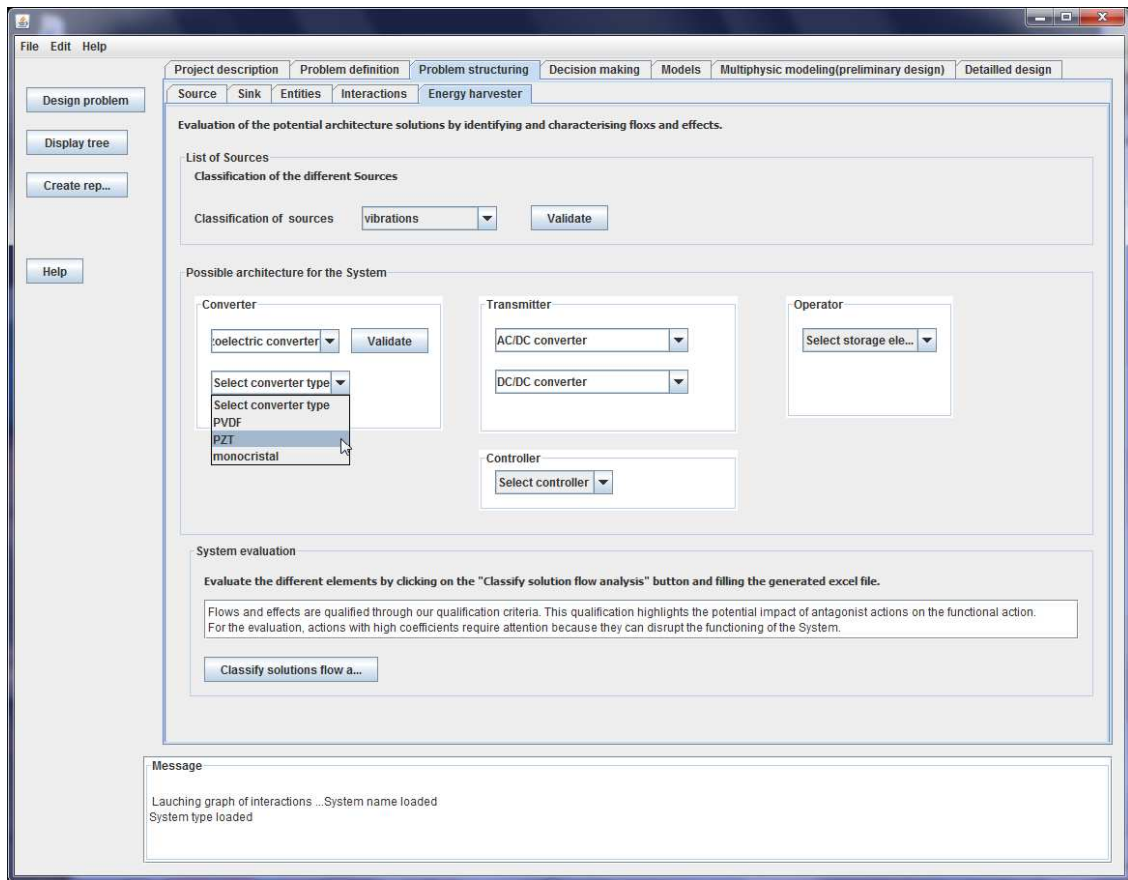 File Edit Help
Project description Problem definition Problem structuring Decision making Models Multiphysic modeling(preliminary design) Detailled design
Source Sink Entities Interactions Energy harvester
Design problem
Display tree
Create rep...
Help
Evaluation of the potential architecture solutions by identifying and characterising floxs and effects.
List of Sources
Classification of the different Sources
Classification of sources vibrations Validate
Possible architecture for the System
Converter
:oelectric converter Validate
Select converter type
Select converter type
PVDF
PZT
monocristal
Transmitter
AC/DC converter
DC/DC converter
Controller
Select controller
Operator
Select storage ele...
System evaluation
Evaluate the different elements by clicking on the "Classify solution flow analysis" button and filling the generated excel file.
Flows and effects are qualified through our qualification criteria. This qualification highlights the potential impact of antagonist actions on the functional action.
For the evaluation, actions with high coefficients require attention because they can disrupt the functioning of the System.
Classify solutions flow a...
Message
Lauching graph of interactions ...System name loaded
System type loaded